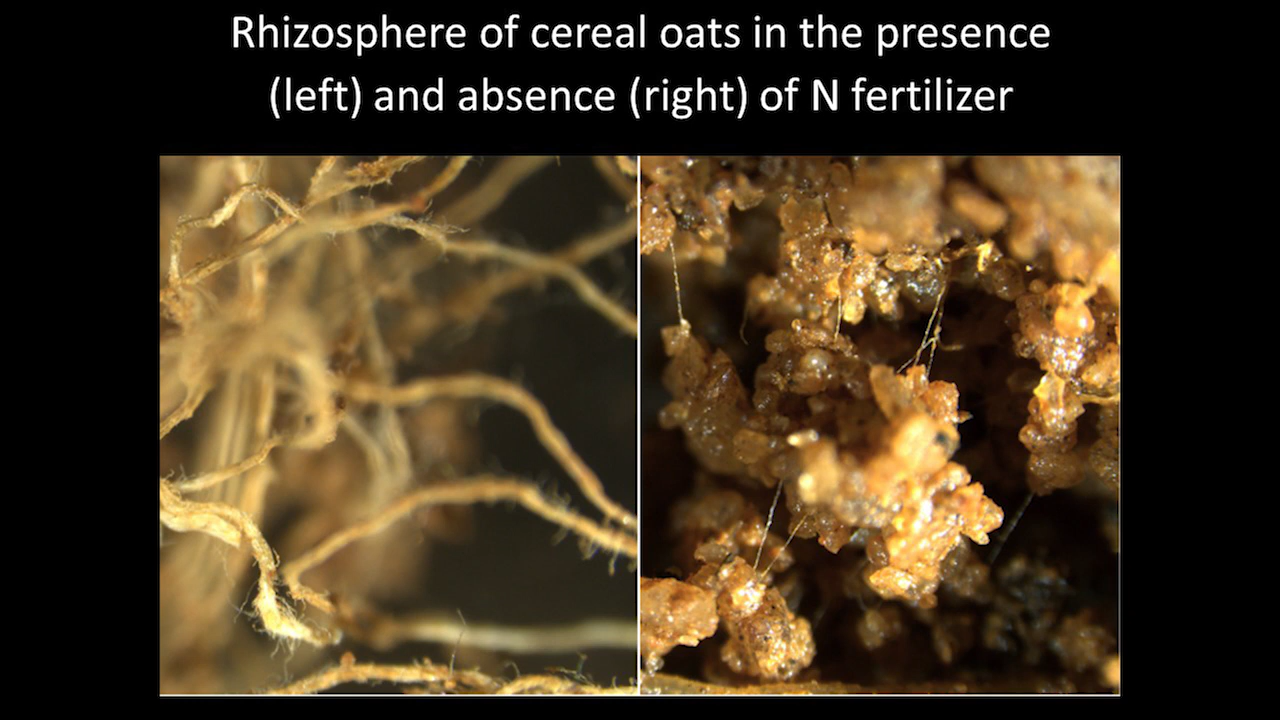 Rhizosphere of cereal oats in the presence
(left) and absence (right) of N fertilizer